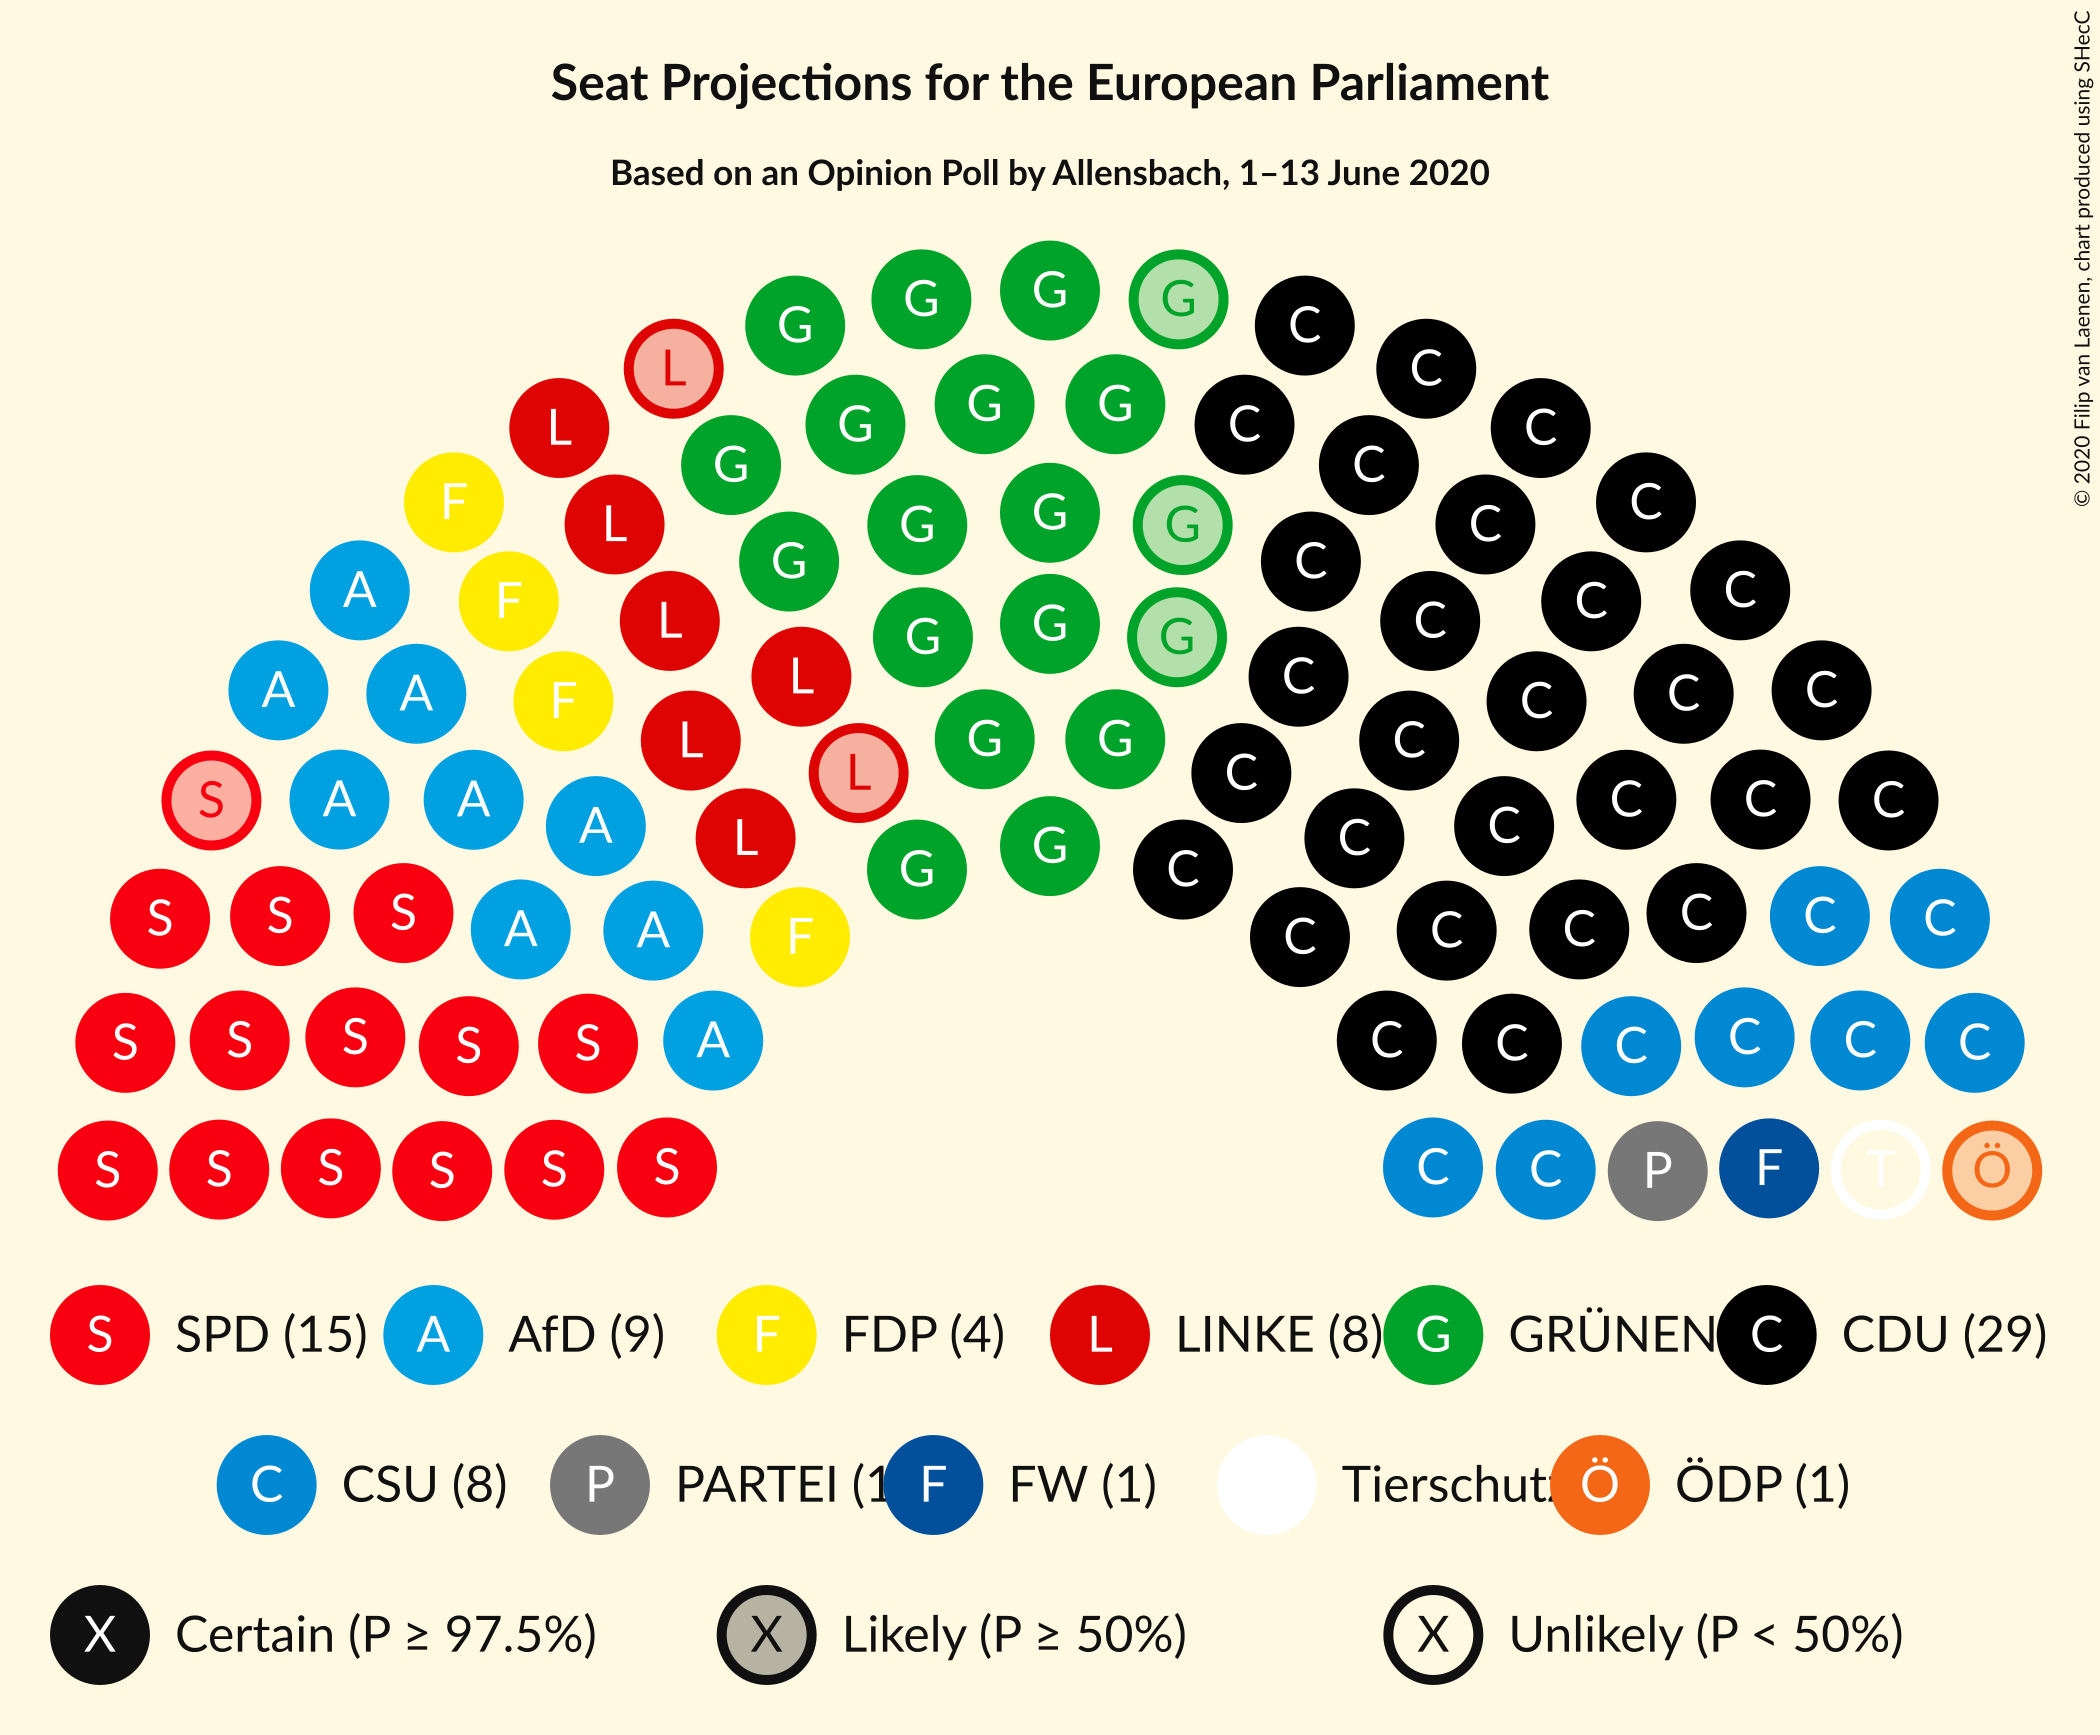 Seat Projections for the European Parliament
Based on an Opinion Poll by Allensbach, 1–13 June 2020
© 2020 Filip van Laenen, chart produced using SHecC
G G G G C
L G G G G C C
L L G G G G C C C
F F L G G G G C C C C
A F L L G G C C C C C
A A A L L G G C C C C C C
S A A L F G C C C C C C
S S S A A C C C C C C
S S S S S A C C C C C C
S S S S S S C C P F T Ö
S SPD (15) A AfD (9) F FDP (4) L LINKE (8) G GRÜNEN C CDU (29)
C CSU (8) P PARTEI (1 F FW (1) Tierschutz Ö ÖDP (1)
X Certain (P ≥ 97.5%) X Likely (P ≥ 50%) X Unlikely (P < 50%)